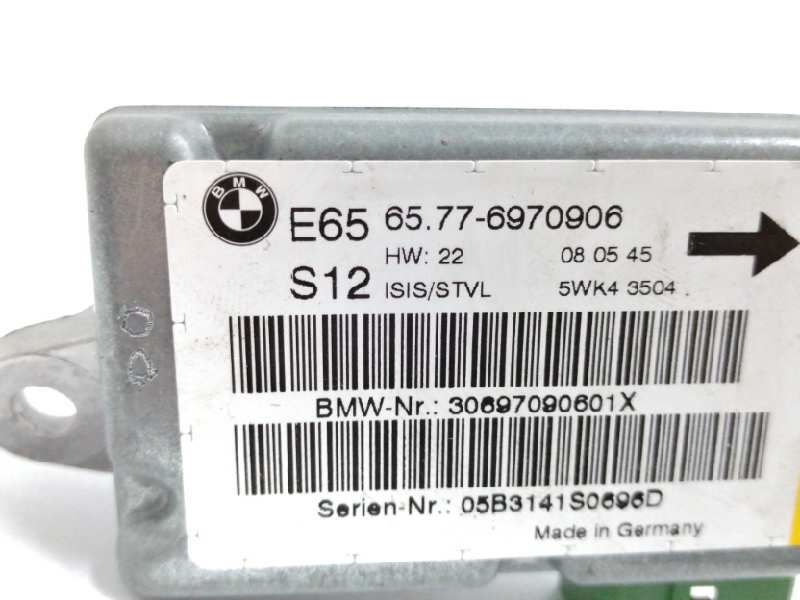 BMW
E65 65.77-6970906
HW: 22 08 05 45
S12 ISIS/STVL 5WK4 3504
BMW-Nr.: 30697090601X
Serien-Nr.: 05B3141S0696D
Made in Germany